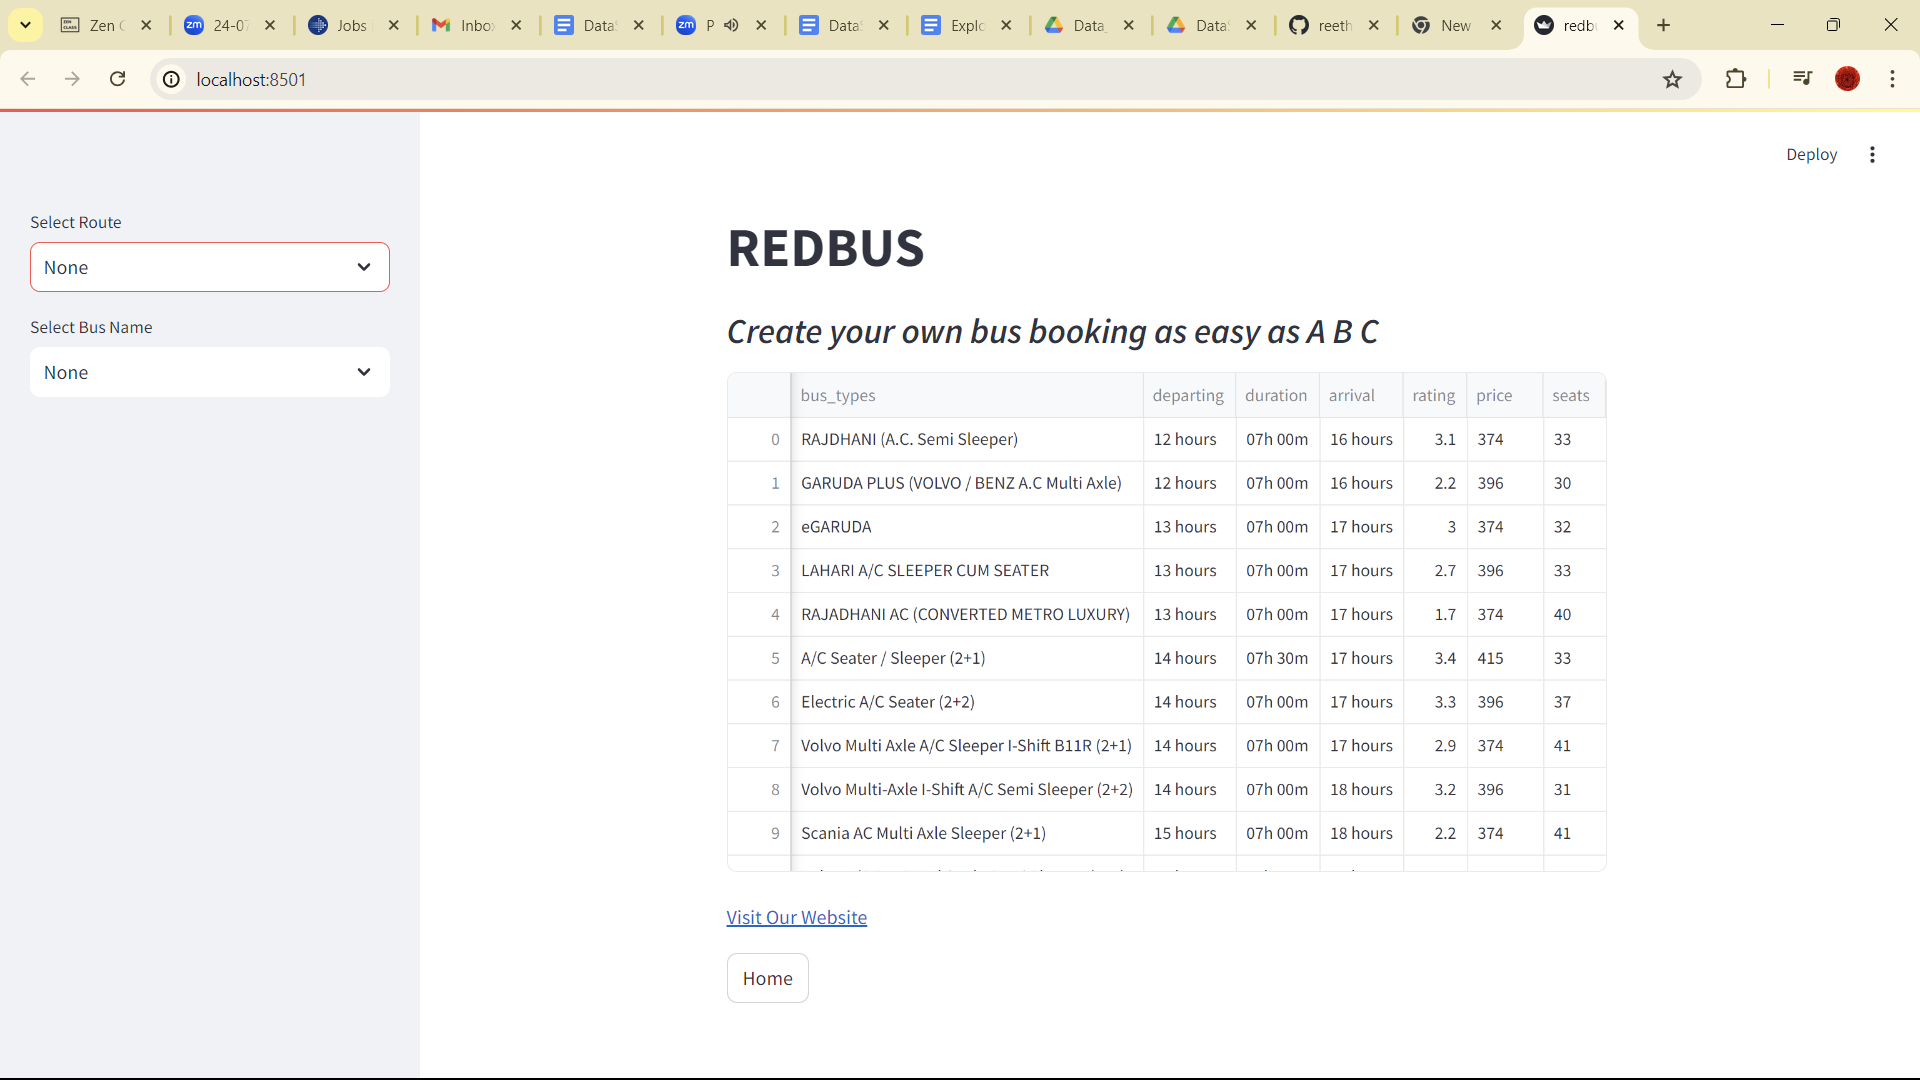 Zen 24-07 Jobs Inbox Data P Data Explo Data_ Data reeth New redbu
localhost:8501
Deploy
Select Route
None
Select Bus Name
None
REDBUS
Create your own bus booking as easy as A B C
bus_types departing duration arrival rating price seats
0 RAJDHANI (A.C. Semi Sleeper) 12 hours 07h 00m 16 hours 3.1 374 33
1 GARUDA PLUS (VOLVO / BENZ A.C Multi Axle) 12 hours 07h 00m 16 hours 2.2 396 30
2 eGARUDA 13 hours 07h 00m 17 hours 3 374 32
3 LAHARI A/C SLEEPER CUM SEATER 13 hours 07h 00m 17 hours 2.7 396 33
4 RAJADHANI AC (CONVERTED METRO LUXURY) 13 hours 07h 00m 17 hours 1.7 374 40
5 A/C Seater / Sleeper (2+1) 14 hours 07h 30m 17 hours 3.4 415 33
6 Electric A/C Seater (2+2) 14 hours 07h 00m 17 hours 3.3 396 37
7 Volvo Multi Axle A/C Sleeper I-Shift B11R (2+1) 14 hours 07h 00m 17 hours 2.9 374 41
8 Volvo Multi-Axle I-Shift A/C Semi Sleeper (2+2) 14 hours 07h 00m 18 hours 3.2 396 31
9 Scania AC Multi Axle Sleeper (2+1) 15 hours 07h 00m 18 hours 2.2 374 41
Visit Our Website
Home